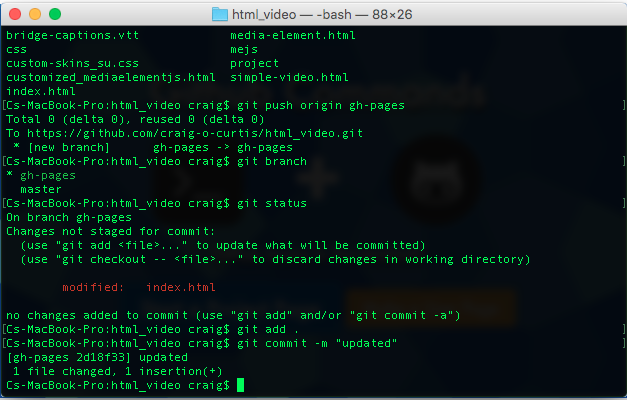 html_video — -bash — 88×26
bridge-captions.vtt media-element.html
css mejs
custom-skins_su.css project
customized_mediaelementjs.html simple-video.html
index.html
[Cs-MacBook-Pro:html_video craig$ git push origin gh-pages ]
Total 0 (delta 0), reused 0 (delta 0)
To https://github.com/craig-o-curtis/html_video.git
* [new branch] gh-pages -> gh-pages
[Cs-MacBook-Pro:html_video craig$ git branch ]
* gh-pages
master
[Cs-MacBook-Pro:html_video craig$ git status ]
On branch gh-pages
Changes not staged for commit:
(use "git add <file>..." to update what will be committed)
(use "git checkout -- <file>..." to discard changes in working directory)
modified: index.html
no changes added to commit (use "git add" and/or "git commit -a")
[Cs-MacBook-Pro:html_video craig$ git add . ]
[Cs-MacBook-Pro:html_video craig$ git commit -m "updated" ]
[gh-pages 2d18f33] updated
1 file changed, 1 insertion(+)
Cs-MacBook-Pro:html_video craig$